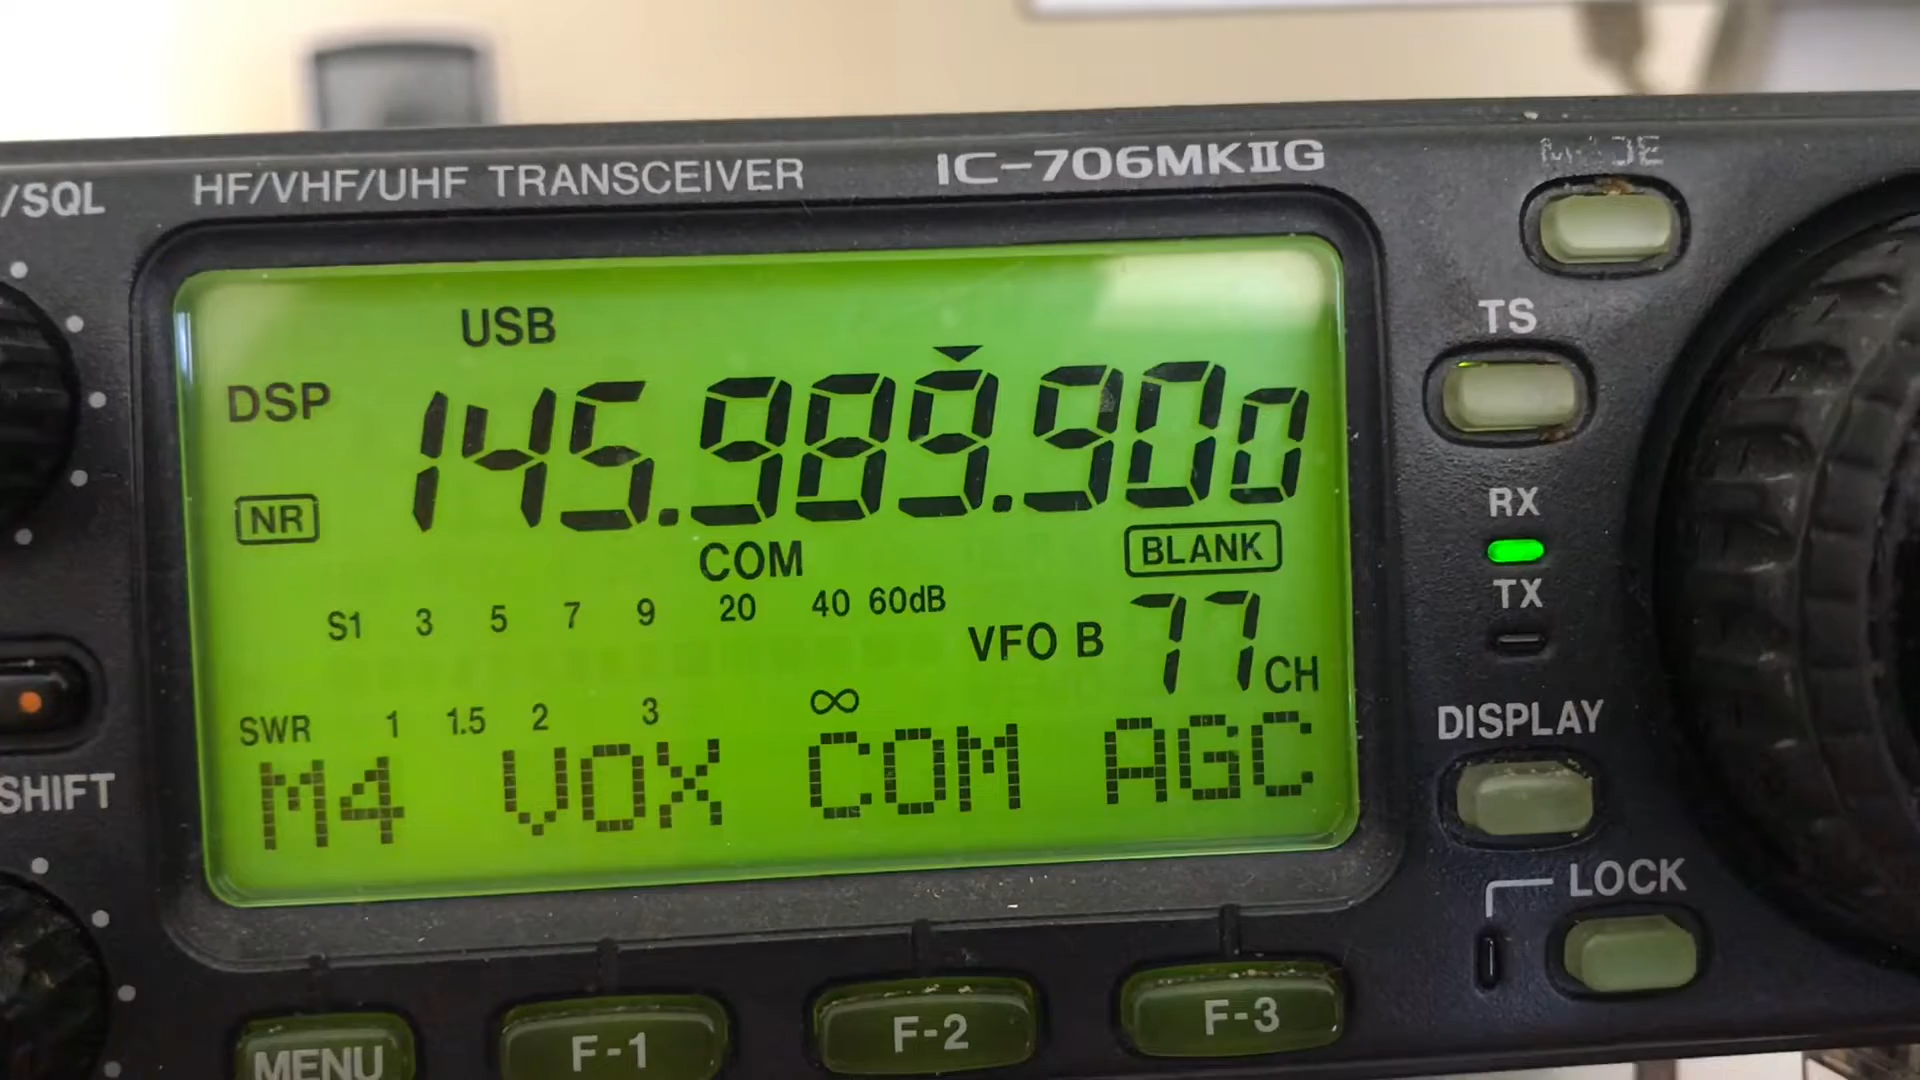 /SQL
HF/VHF/UHF TRANSCEIVER
IC-706MKIIG
MODE
USB
TS
DSP
145.989.900
NR
COM
BLANK
RX
S1 3 5 7 9 20 40 60dB
TX
VFO B 77 CH
SWR 1 1.5 2 3 ∞
DISPLAY
M4 VOX COM AGC
SHIFT
LOCK
MENU
F-1
F-2
F-3